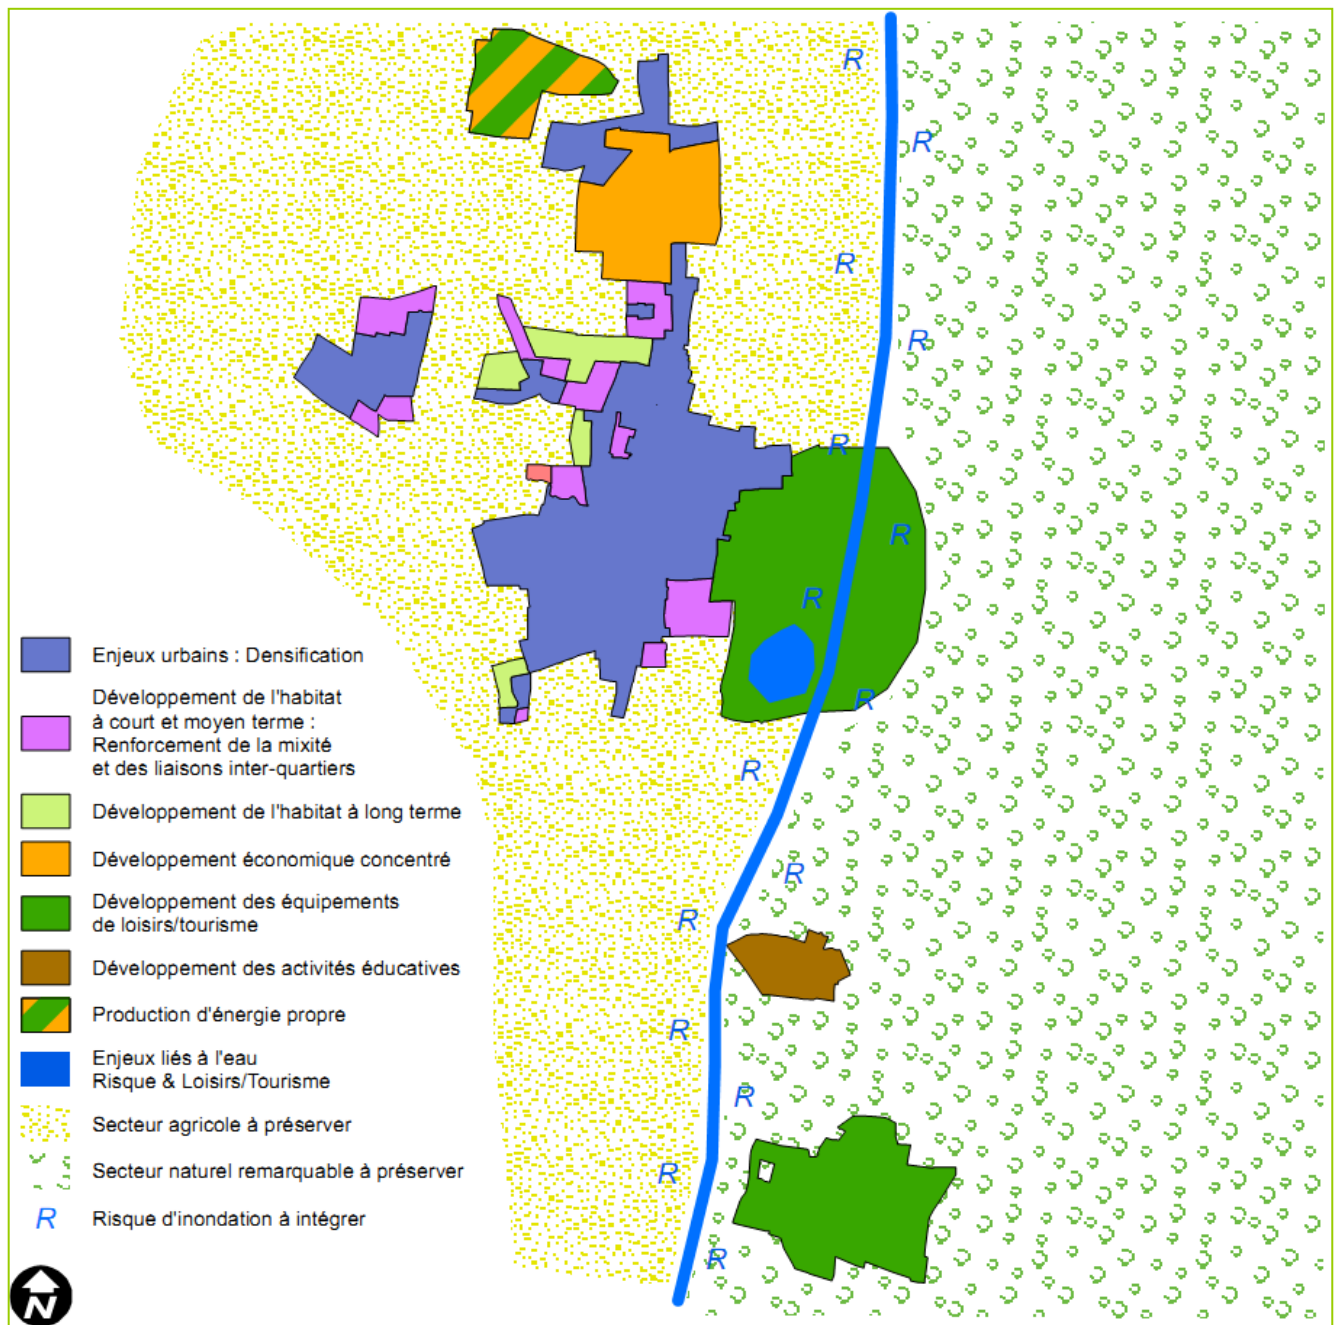 R
R
R
R
R
R
R
R
Enjeux urbains : Densification
Développement de l'habitat
à court et moyen terme :
Renforcement de la mixité
et des liaisons inter-quartiers
R
Développement de l'habitat à long terme
Développement économique concentré
R
Développement des équipements
de loisirs/tourisme
R
Développement des activités éducatives
Production d'énergie propre
R
Enjeux liés à l'eau
Risque & Loisirs/Tourisme
R
Secteur agricole à préserver
Secteur naturel remarquable à préserver
R
R Risque d'inondation à intégrer
R
N